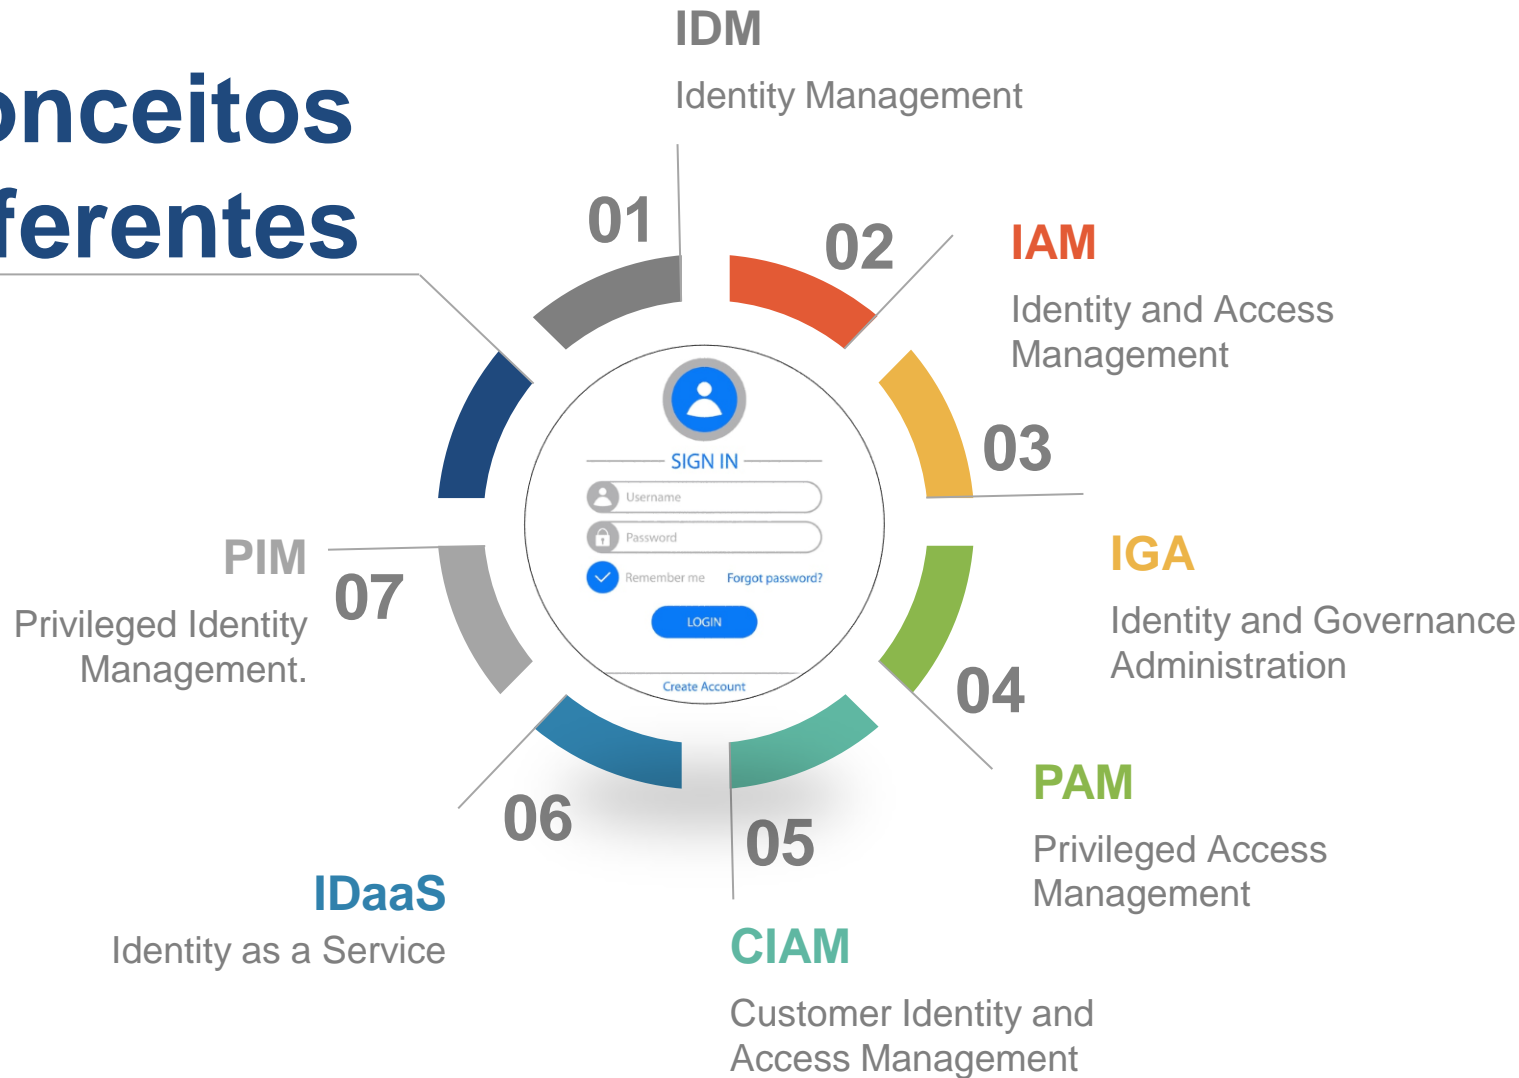 onceitos
ferentes
01
IDM
Identity Management
02
IAM
Identity and Access
Management
03
IGA
Identity and Governance
Administration
04
PAM
Privileged Access
Management
05
CIAM
Customer Identity and
Access Management
06
IDaaS
Identity as a Service
07
PIM
Privileged Identity
Management.
SIGN IN
Username
Password
Remember me Forgot password?
LOGIN
Create Account